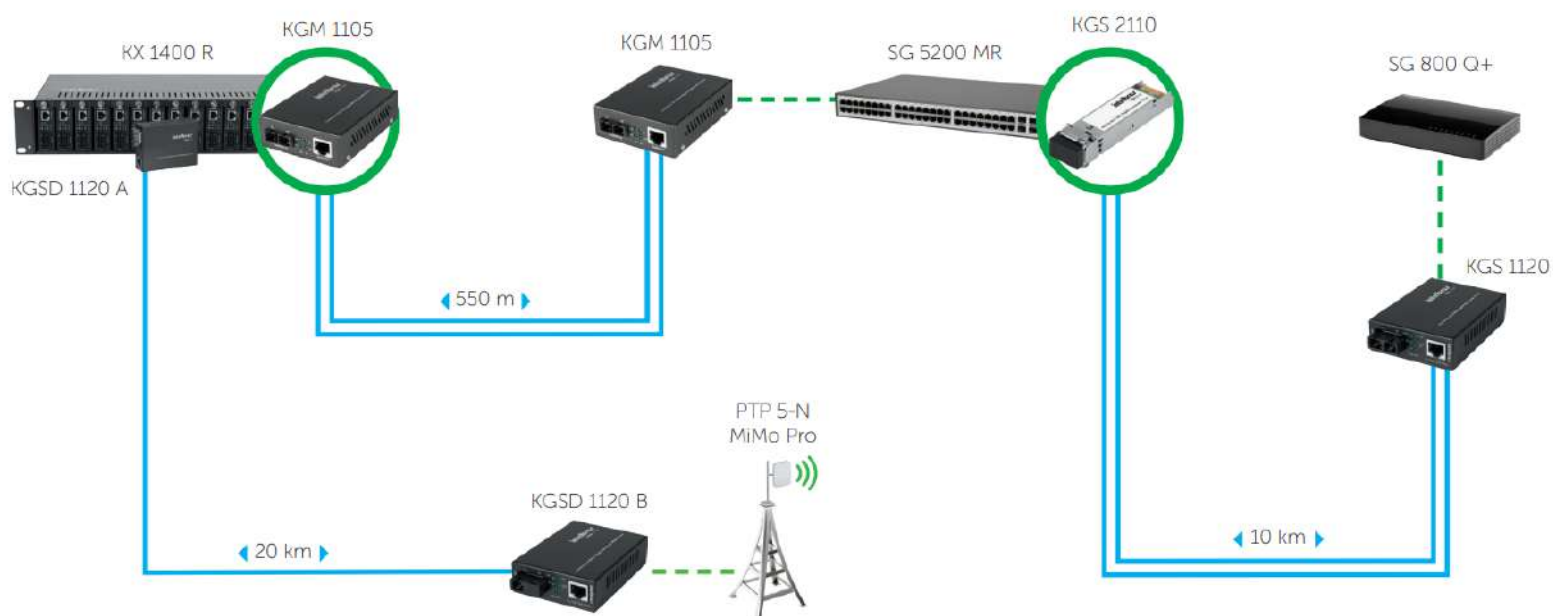 KX 1400 R
KGM 1105
KGM 1105
SG 5200 MR
KGS 2110
SG 800 Q+
KGSD 1120 A
KGS 1120
550 m
PTP 5-N
MiMo Pro
KGSD 1120 B
20 km
10 km